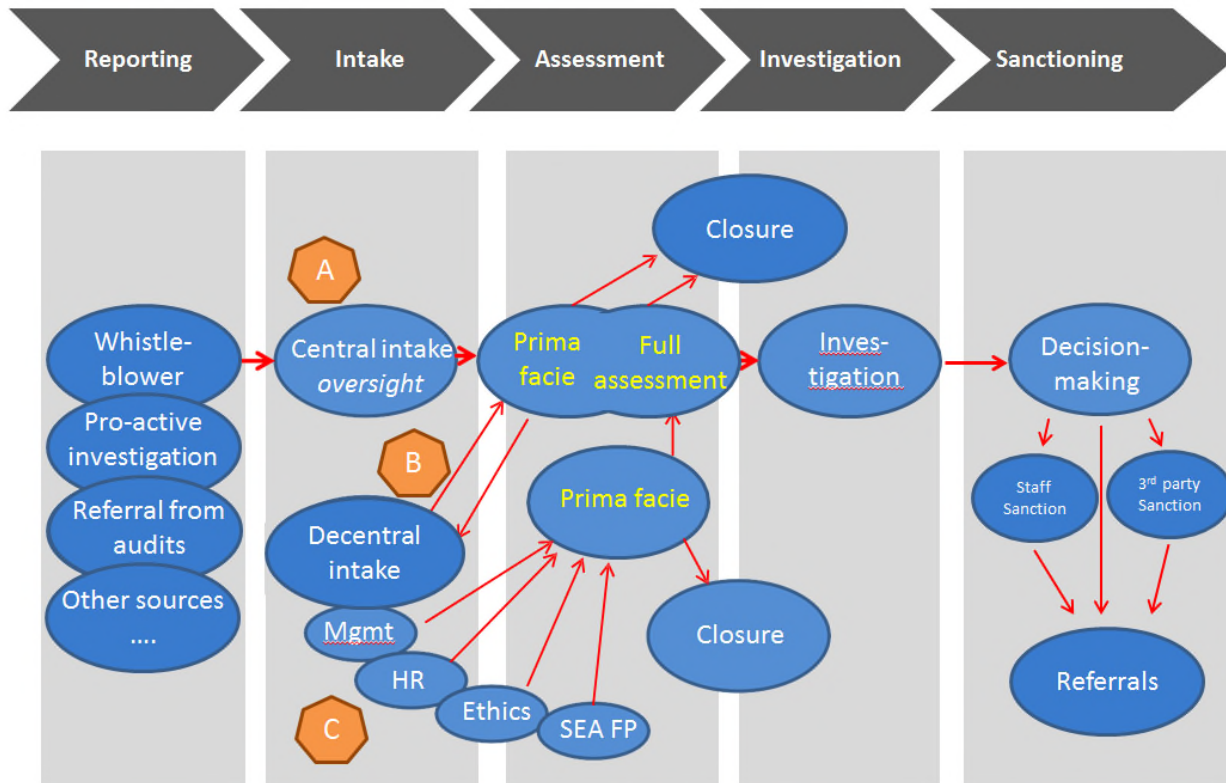 Reporting
Intake
Assessment
Investigation
Sanctioning
Closure
A
Whistle-
blower
Central intake
oversight
Prima
facie
Full
assessment
Inves-
tigation
Decision-
making
Pro-active
investigation
B
Prima facie
Staff
Sanction
3rd party
Sanction
Referral from
audits
Decentral
intake
Other sources
....
Mgmt
HR
Ethics
SEA FP
C
Closure
Referrals